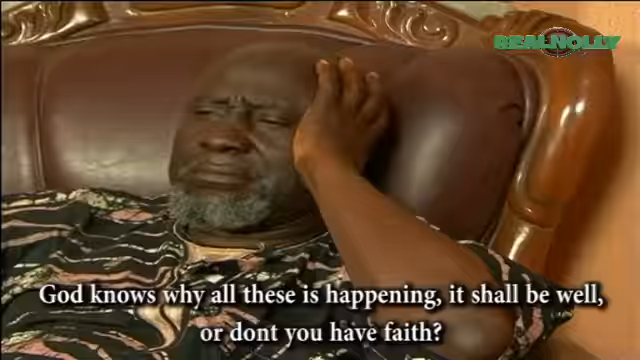 REALNOLLY
God knows why all these is happening, it shall be well,
or dont you have faith?